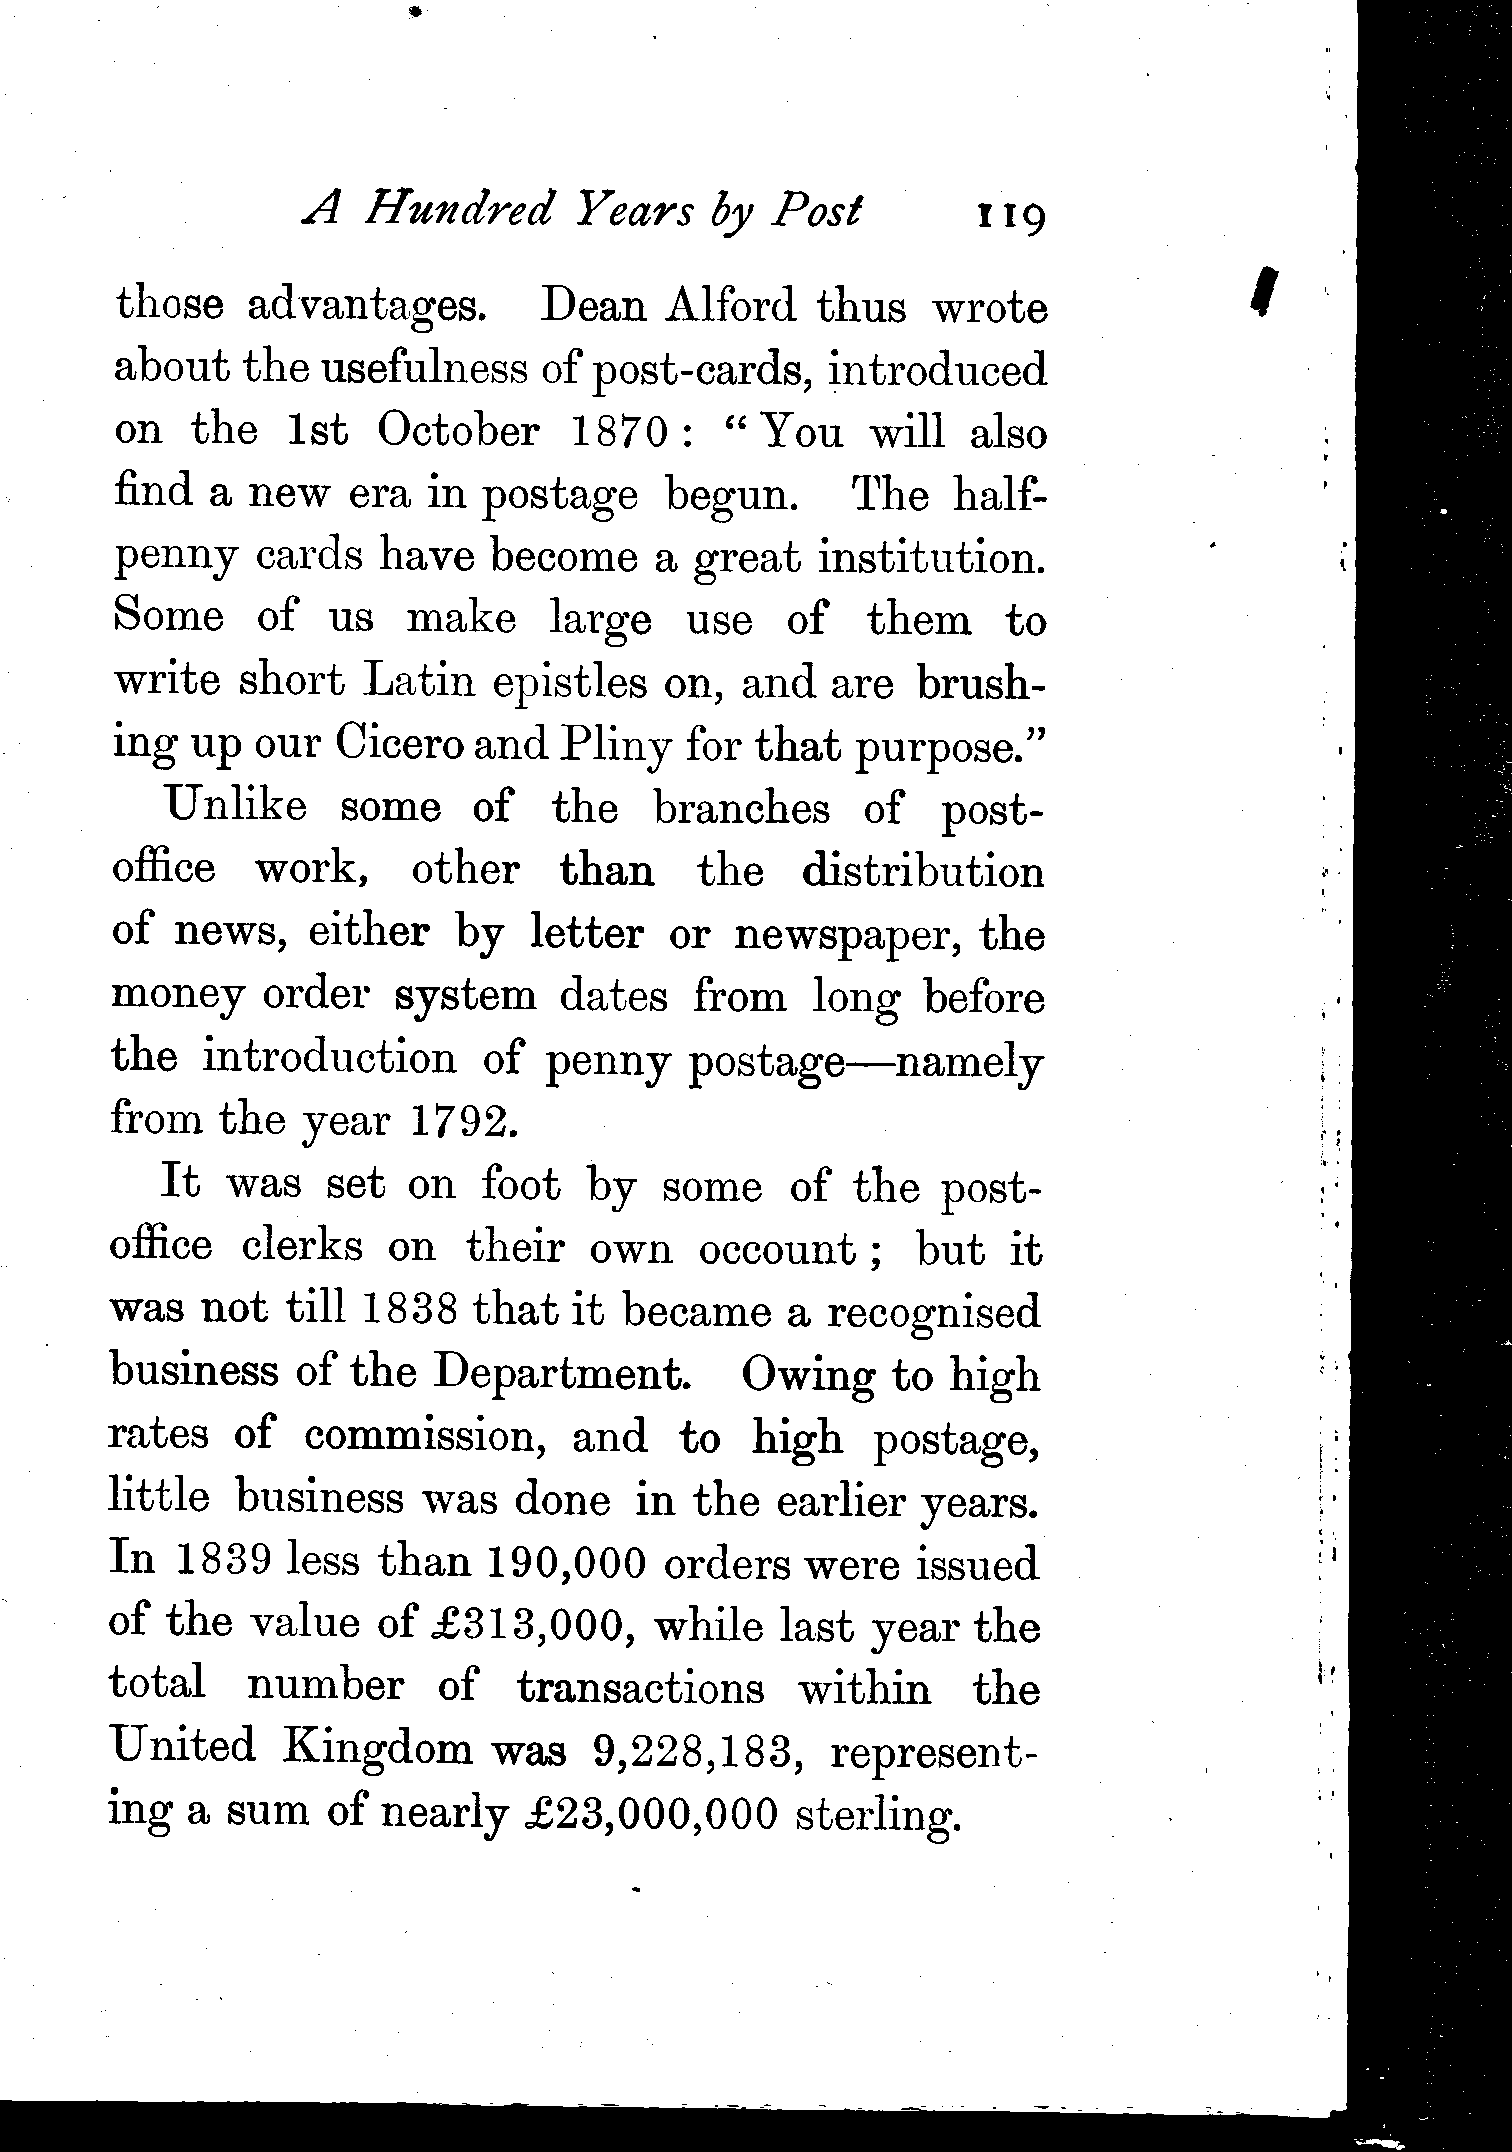 A Hundred Years by Post 119
those advantages. Dean Alford thus wrote
about the usefulness of post-cards, introduced
on the 1st October 1870 : “ You will also
find a new era in postage begun. The half-
penny cards have become a great institution.
Some of us make large use of them to
write short Latin epistles on, and are brush-
ing up our Cicero and Pliny for that purpose.”
Unlike some of the branches of post-
office work, other than the distribution
of news, either by letter or newspaper, the
money order system dates from long before
the introduction of penny postage—namely
from the year 1792.
It was set on foot by some of the post-
office clerks on their own occount ; but it
was not till 1838 that it became a recognised
business of the Department. Owing to high
rates of commission, and to high postage,
little business was done in the earlier years.
In 1839 less than 190,000 orders were issued
of the value of £313,000, while last year the
total number of transactions within the
United Kingdom was 9,228,183, represent-
ing a sum of nearly £23,000,000 sterling.